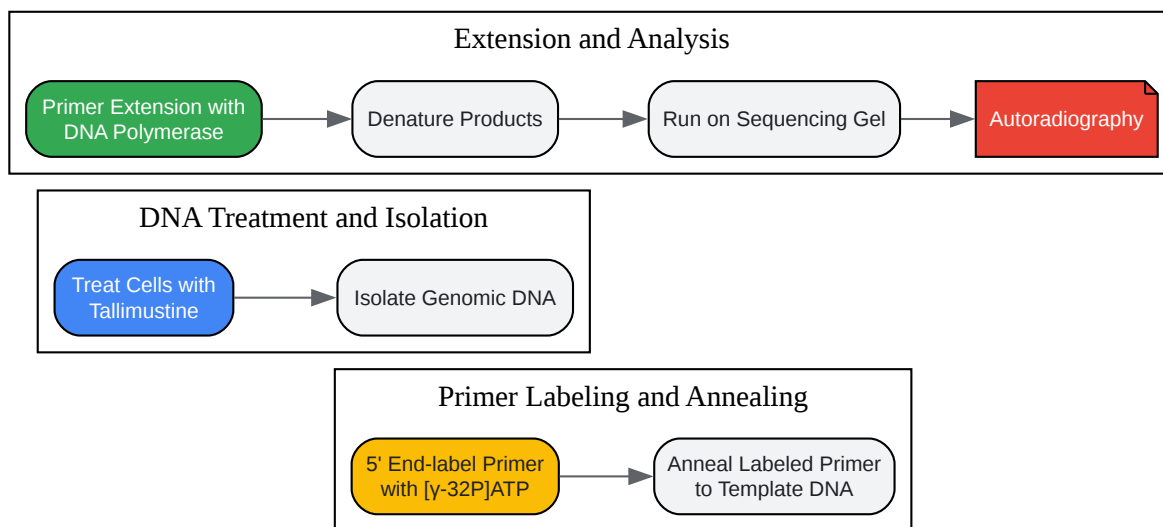 Extension and Analysis
Primer Extension with
DNA Polymerase
Denature Products
Run on Sequencing Gel
Autoradiography
DNA Treatment and Isolation
Treat Cells with
Tallimustine
Isolate Genomic DNA
Primer Labeling and Annealing
5' End-label Primer
with [γ-32P]ATP
Anneal Labeled Primer
to Template DNA